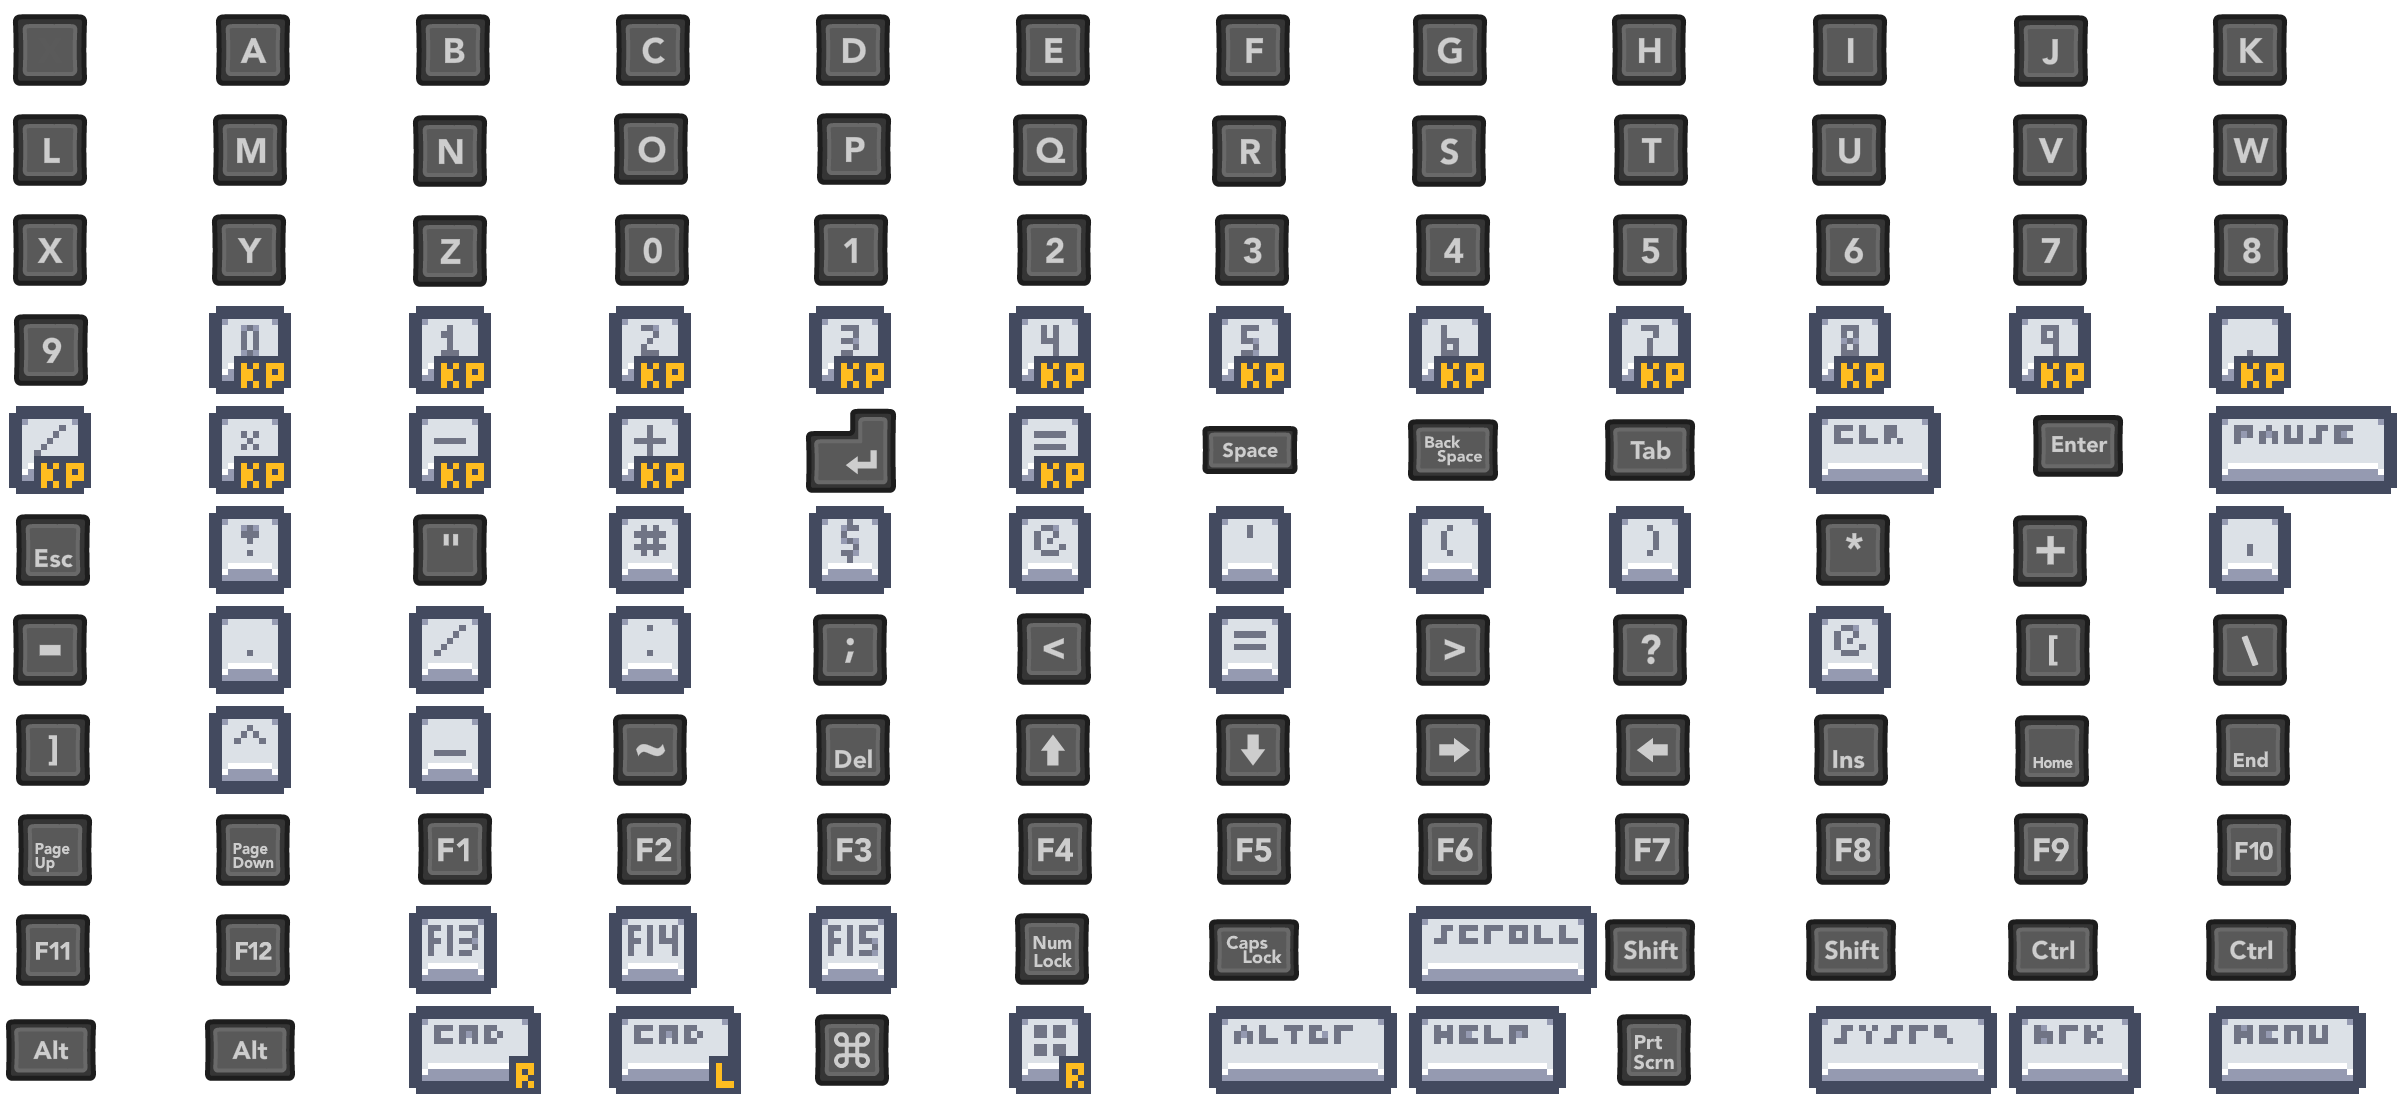 A B C D E F G H I J K
L M N O P Q R S T U V W
X Y Z 0 1 2 3 4 5 6 7 8
9 0 KP 1 KP 2 KP 3 KP 4 KP 5 KP 6 KP 7 KP 8 KP 9 KP . KP
/ KP × KP - KP + KP = KP Space Back Space Tab CLR Enter PAUSE
Esc ! " # $ @ ' ( ) * + ,
- . / : ; < = > ? @ [ \
] ^ _ ~ Del ↑ ↓ → ← Ins Home End
Page Up Page Down F1 F2 F3 F4 F5 F6 F7 F8 F9 F10
F11 F12 F13 F14 F15 Num Lock Caps Lock SCROLL Shift Shift Ctrl Ctrl
Alt Alt CMD R CMD L ⌘ R ALTGR HELP Prt Scrn SYSRQ BRK MENU